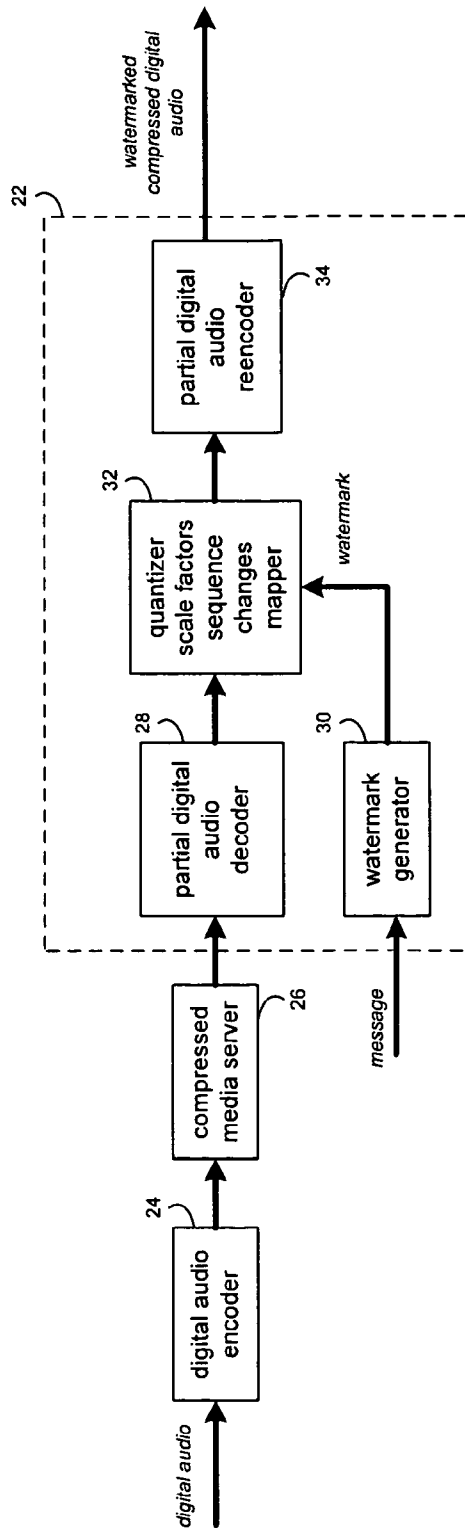 digital audio
24
digital audio
encoder
compressed
media server
26
22
28
partial digital
audio
decoder
message
30
watermark
generator
watermark
32
quantizer
scale factors
sequence
changes
mapper
partial digital
audio
reencoder
34
watermarked
compressed digital
audio